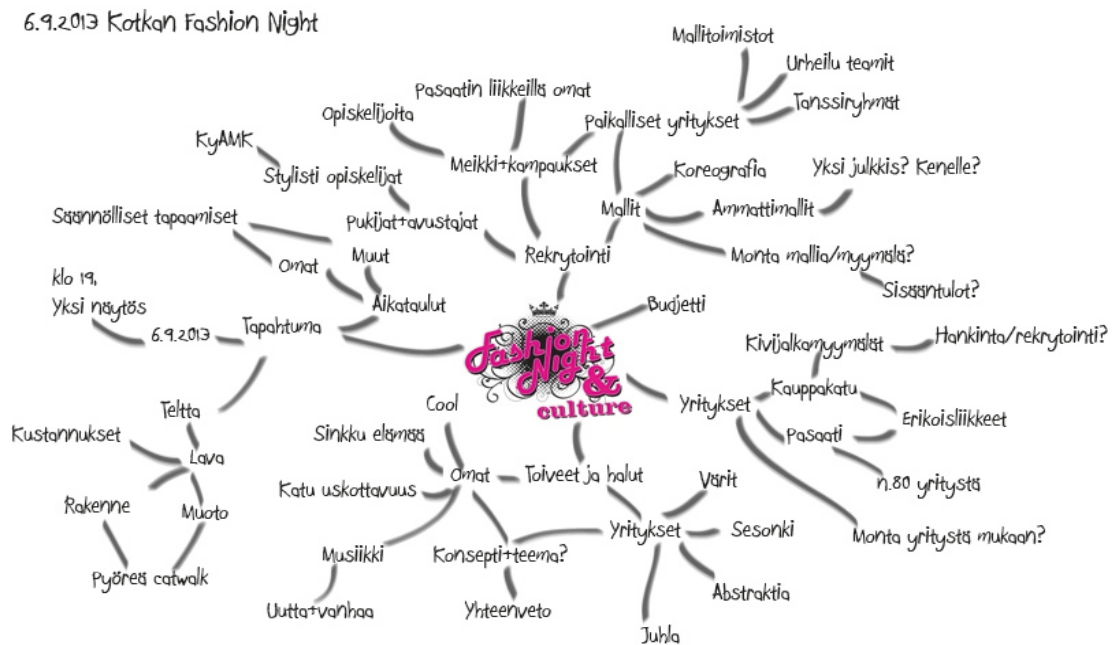 6.9.2013 Kotkan Fashion Night
Mallitoimistot
Urheilu teamit
Tanssiryhmät
Pasaatin liikkeillä omat
Opiskelijoita
Paikalliset yritykset
KyAMK
Meikki+kampaukset
Stylisti opiskelijat
Koreografia
Yksi julkkis? Kenelle?
Säännölliset tapaamiset
Pukijat+avustajat
Mallit
Ammattimallit
Muut
Rekrytointi
Monta mallia/myymälä?
Omat
Sisääntulot?
klo 19,
Yksi näytös
Aikataulut
Budjetti
6.9.2013
Tapahtuma
Fashion
Night
&
culture
Kivijalkamyymälät
Hankinta/rekrytointi?
Kauppakatu
Yritykset
Erikoisliikkeet
Pasaati
n.80 yritystä
Monta yritystä mukaan?
Teltta
Kustannukset
Lava
Rakenne
Muoto
Pyöreä catwalk
Cool
Sinkku elämää
Omat
Toiveet ja halut
Katu uskottavuus
Värit
Musiikki
Konsepti+teema?
Yritykset
Sesonki
Uutta+vanhaa
Yhteenveto
Abstraktia
Juhla